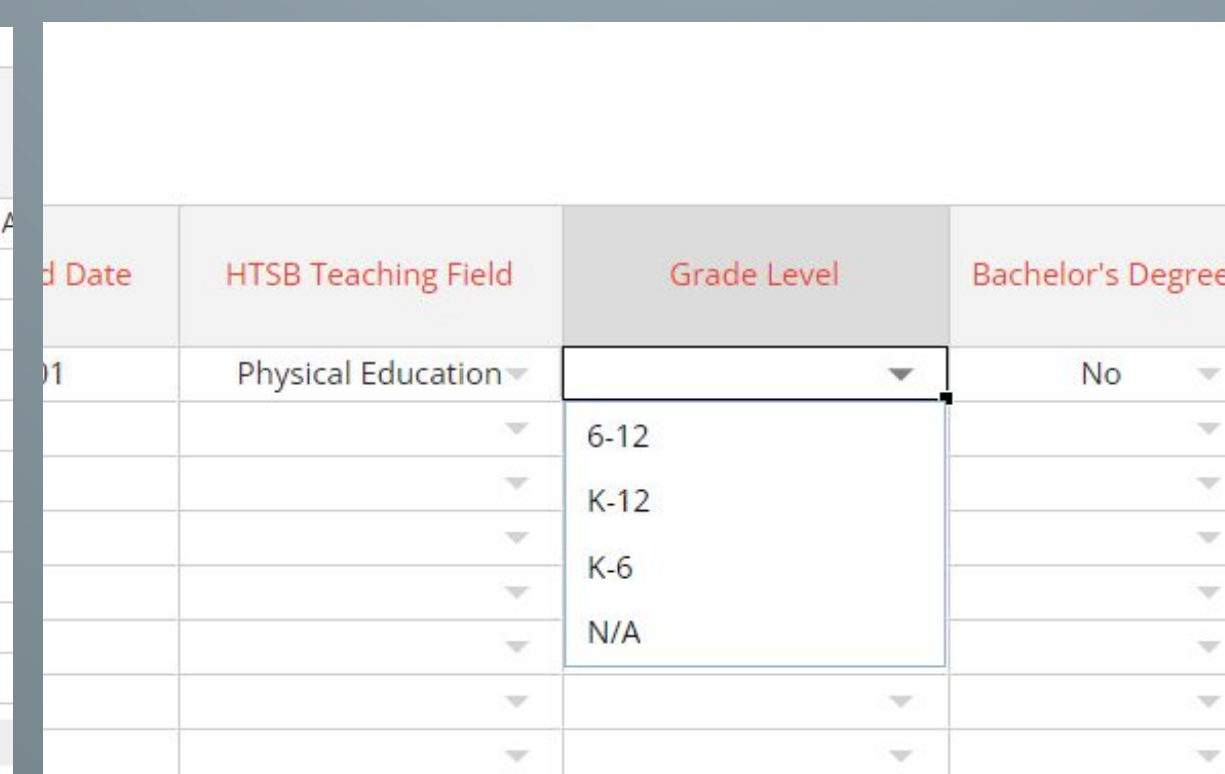 A
d Date HTSB Teaching Field Grade Level Bachelor's Degree
01 Physical Education No
6-12
K-12
K-6
N/A